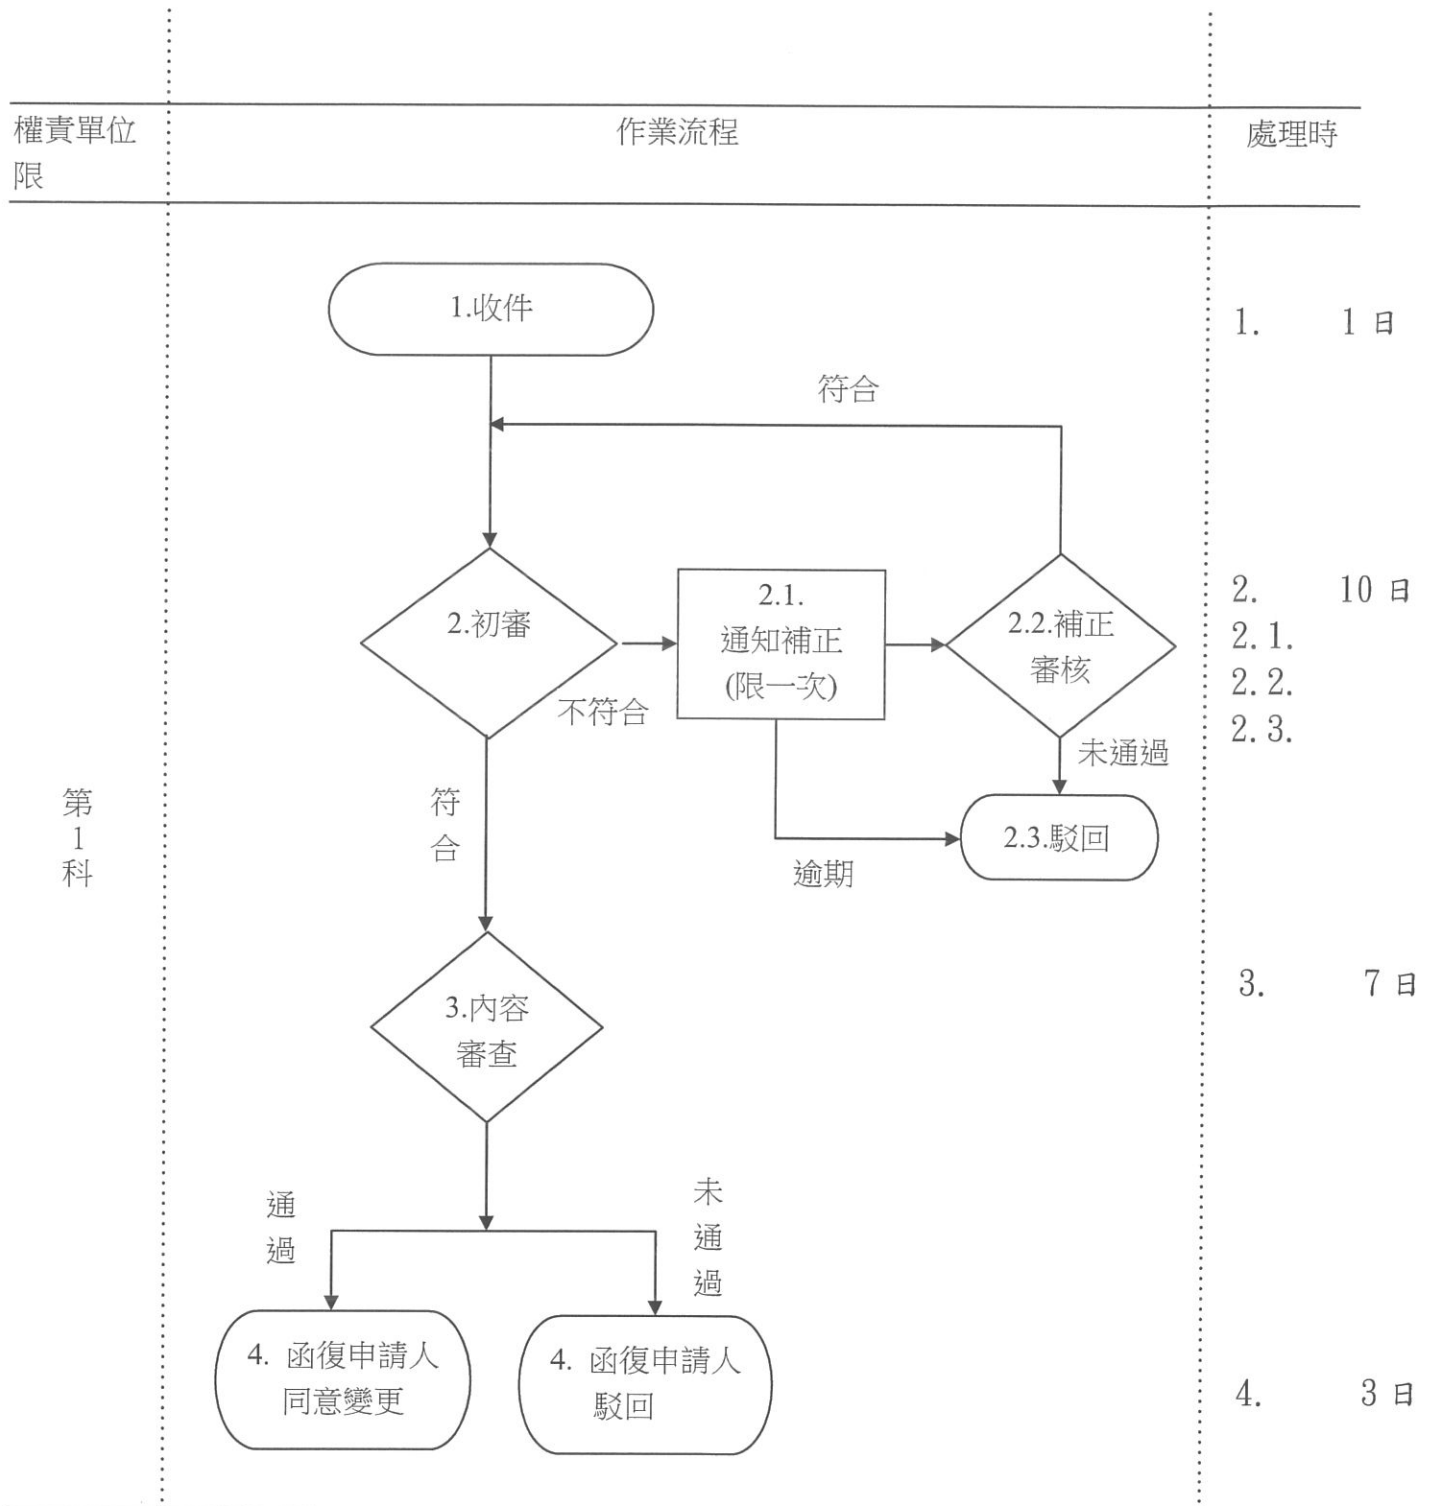 權責單位
限
作業流程
處理時
1.收件
1. 1日
符合
2.初審
不符合
2.1.
通知補正
(限一次)
2.2.補正
審核
2. 10日
2.1.
2.2.
2.3.
未通過
2.3.駁回
逾期
符
合
第
1
科
3.內容
審查
3. 7日
通
過
未
通
過
4. 函復申請人
同意變更
4. 函復申請人
駁回
4. 3日